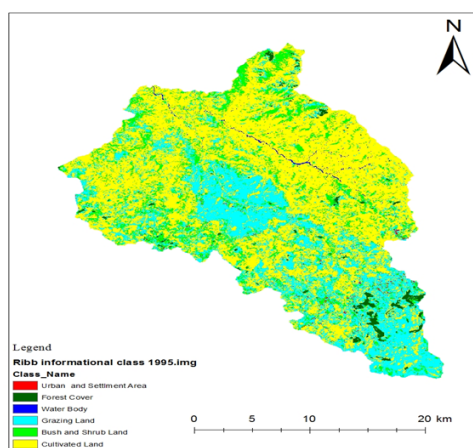 N
Legend
Ribb informational class 1995.img
Class_Name
Urban and Settlment Area
Forest Cover
Water Body
Grazing Land
Bush and Shrub Land
Cultivated Land
0 5 10 20 km